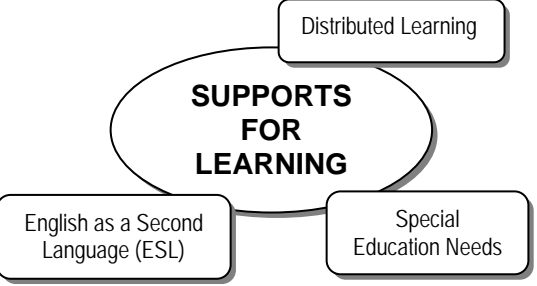 Distributed Learning
SUPPORTS
FOR
LEARNING
English as a Second
Language (ESL)
Special
Education Needs